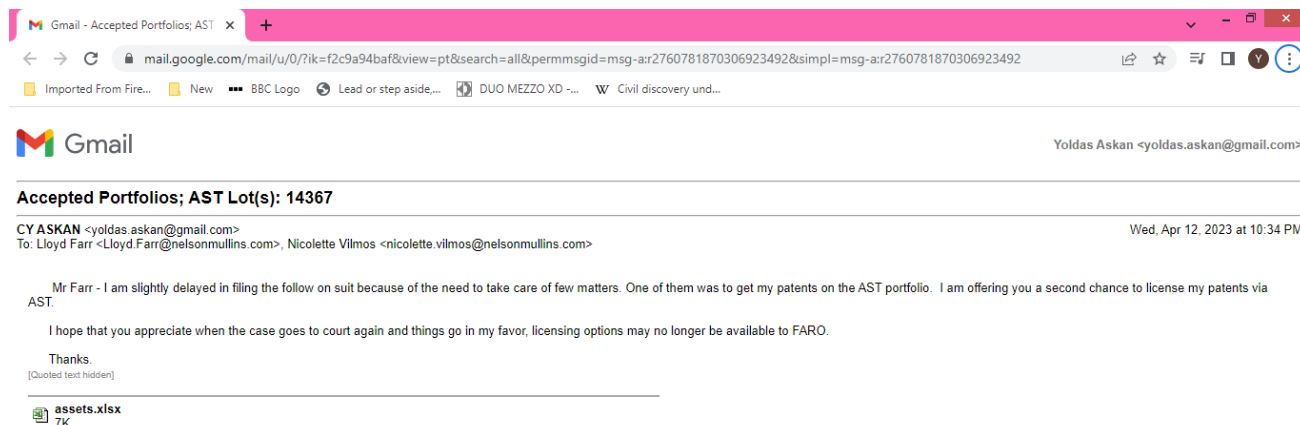 Gmail - Accepted Portfolios; AST
mail.google.com/mail/u/0/?ik=f2c9a94baf&view=pt&search=all&permmsgid=msg-a:r2760781870306923492&simpl=msg-a:r2760781870306923492
Y
Imported From Fire... New BBC Logo Lead or step aside,... DUO MEZZO XD -... W Civil discovery und...
Gmail
Yoldas Askan <yoldas.askan@gmail.com>
Accepted Portfolios; AST Lot(s): 14367
CY ASKAN <yoldas.askan@gmail.com>
Wed, Apr 12, 2023 at 10:34 PM
To: Lloyd Farr <Lloyd.Farr@nelsonmullins.com>, Nicolette Vilmos <nicolette.vilmos@nelsonmullins.com>
Mr Farr - I am slightly delayed in filing the follow on suit because of the need to take care of few matters. One of them was to get my patents on the AST portfolio. I am offering you a second chance to license my patents via
AST.
I hope that you appreciate when the case goes to court again and things go in my favor, licensing options may no longer be available to FARO.
Thanks.
[Quoted text hidden]
assets.xlsx
7K